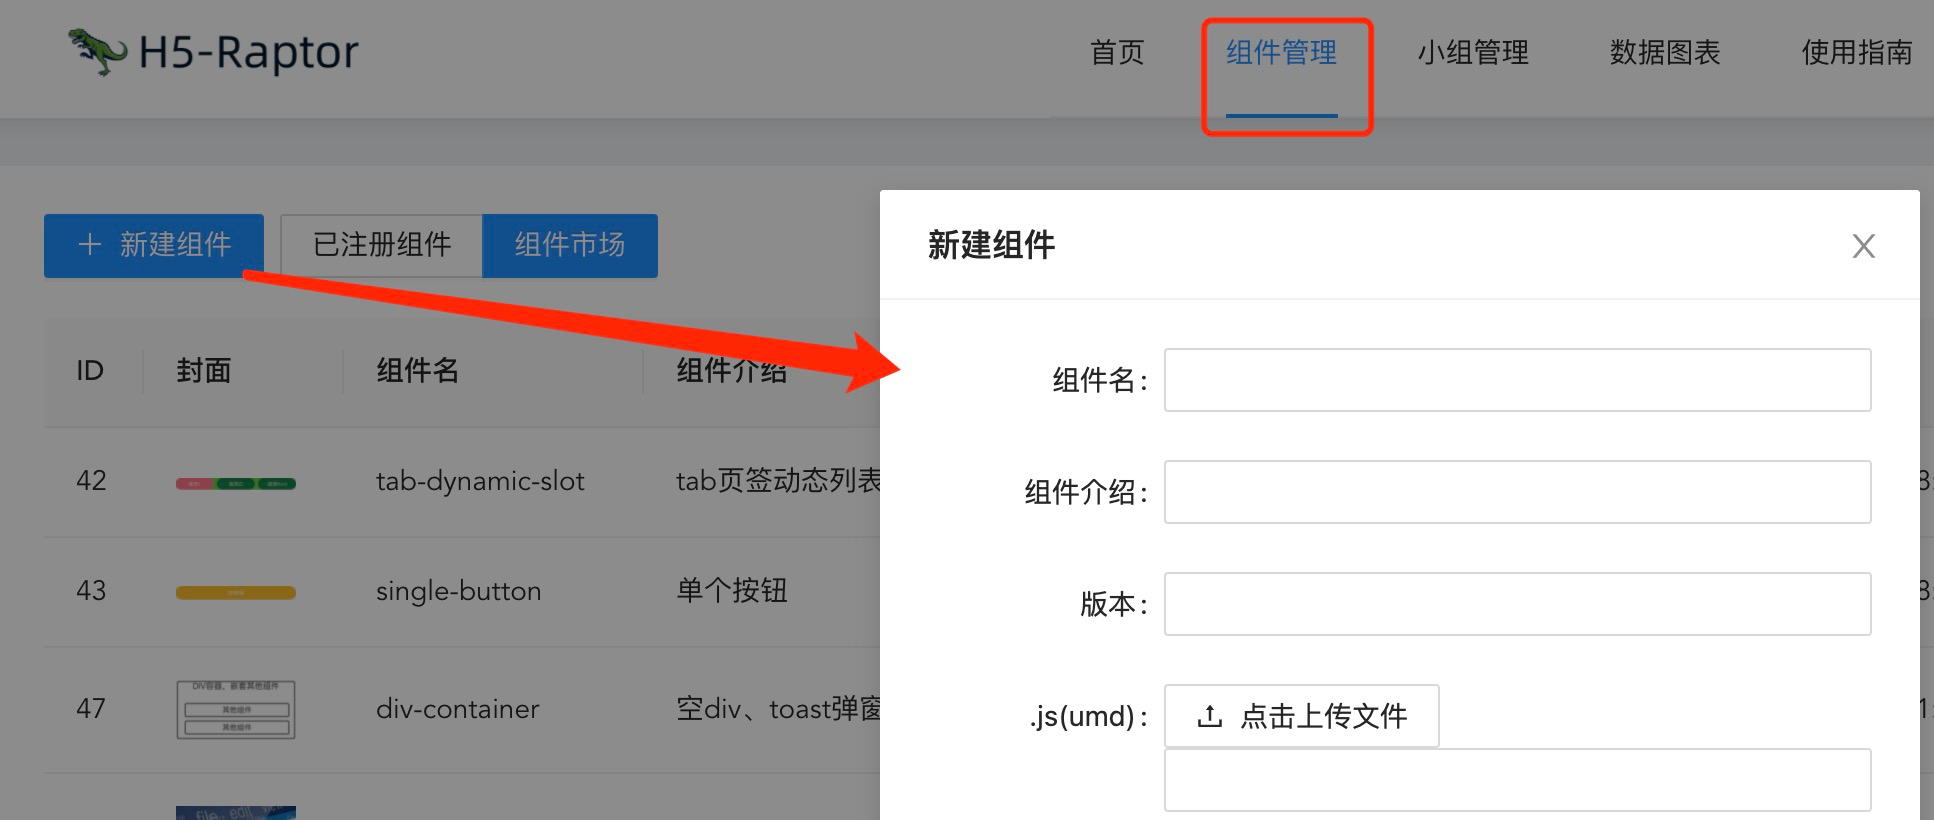 H5-Raptor
首页 组件管理 小组管理 数据图表 使用指南
+ 新建组件 已注册组件 组件市场
新建组件
X
ID 封面 组件名 组件介绍
组件名:
42 tab-dynamic-slot tab页签动态列表
组件介绍:
43 single-button 单个按钮
版本:
DIV容器，嵌套其他组件
其他组件
其他组件
47 div-container 空div、toast弹窗
.js(umd): 点击上传文件
file edit